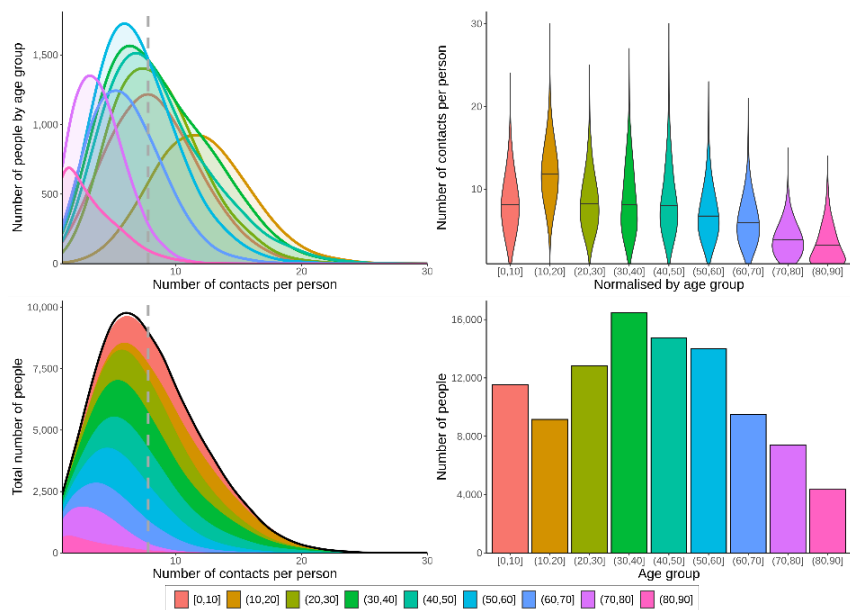 Number of people by age group
1,500
1,000
500
0
10
20
30
Number of contacts per person
Number of contacts per person
30
20
10
[0,10] (10,20] (20,30] (30,40] (40,50] (50,60] (60,70] (70,80] (80,90]
Normalised by age group
Total number of people
10,000
7,500
5,000
2,500
0
10
20
30
Number of contacts per person
Number of people
16,000
12,000
8,000
4,000
0
[0,10] (10,20] (20,30] (30,40] (40,50] (50,60] (60,70] (70,80] (80,90]
Age group
[0,10] (10,20] (20,30] (30,40] (40,50] (50,60] (60,70] (70,80] (80,90]